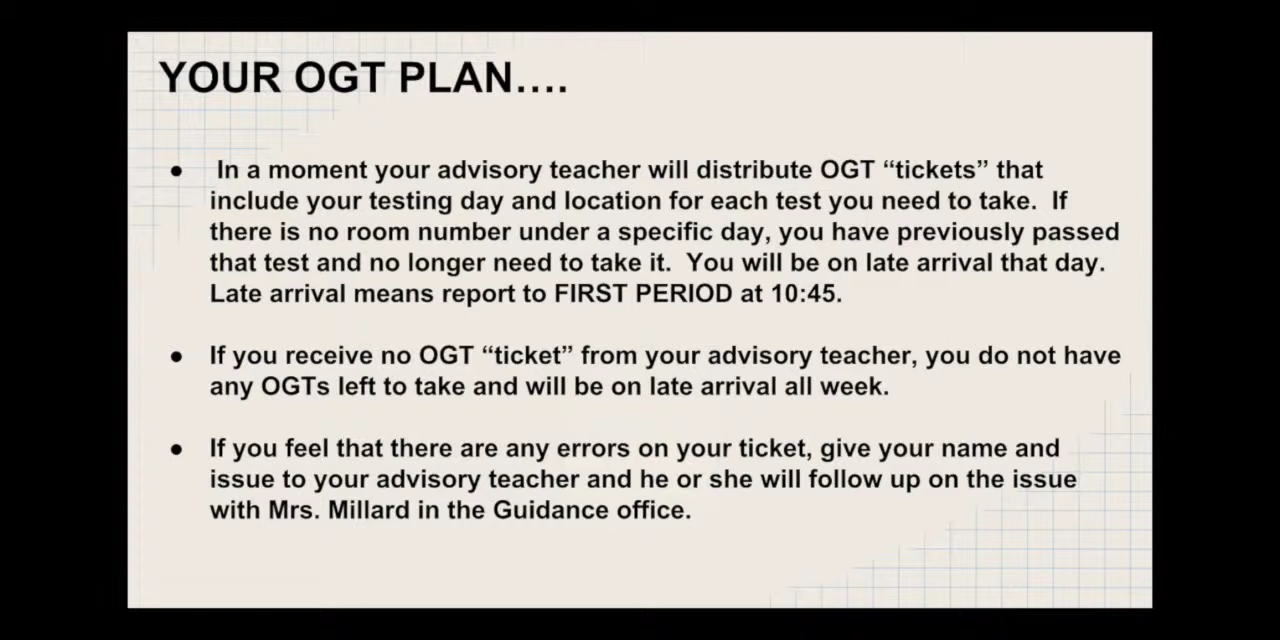 YOUR OGT PLAN....
● In a moment your advisory teacher will distribute OGT “tickets” that
include your testing day and location for each test you need to take.  If
there is no room number under a specific day, you have previously passed
that test and no longer need to take it.  You will be on late arrival that day.
Late arrival means report to FIRST PERIOD at 10:45.
● If you receive no OGT “ticket” from your advisory teacher, you do not have
any OGTs left to take and will be on late arrival all week.
● If you feel that there are any errors on your ticket, give your name and
issue to your advisory teacher and he or she will follow up on the issue
with Mrs. Millard in the Guidance office.